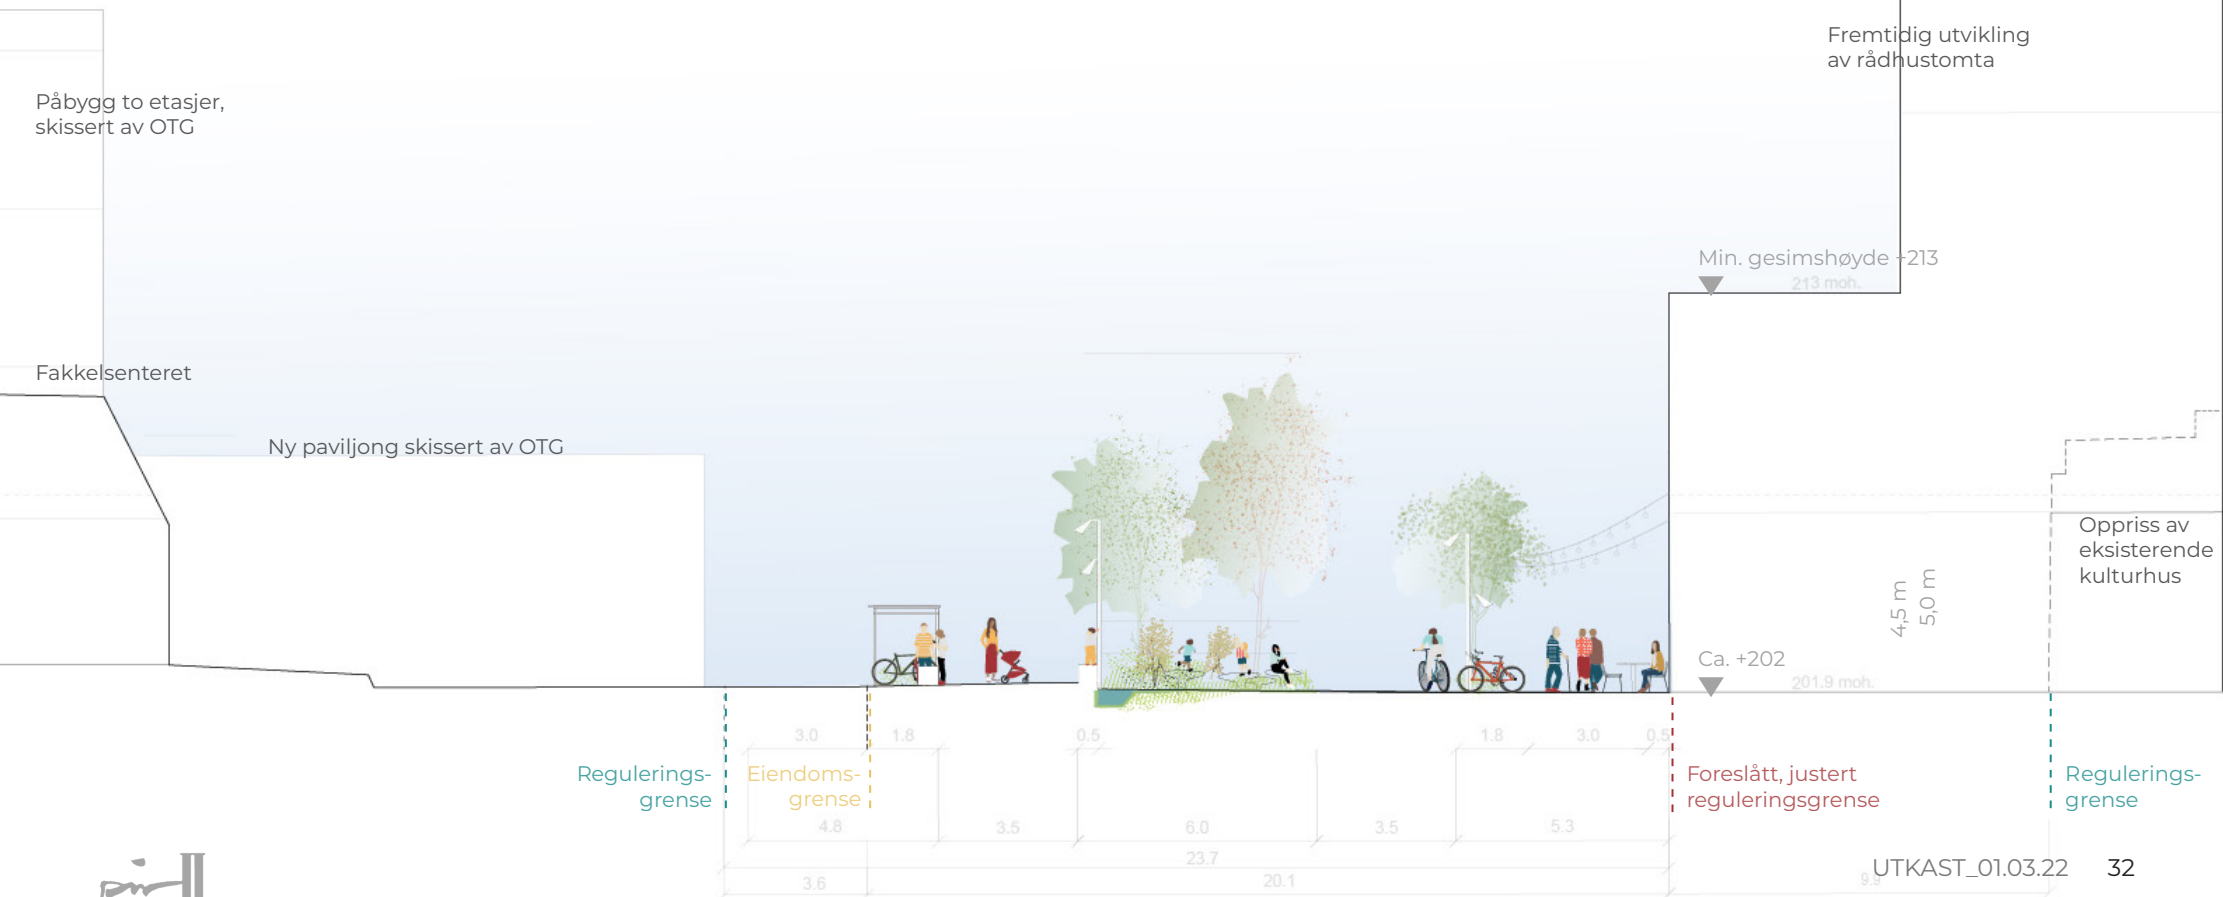 Fremtidig utvikling
av rådhustomta
Påbygg to etasjer,
skissert av OTG
Min. gesimshøyde +213
213 moh.
Fakkelsenteret
Ny paviljong skissert av OTG
Oppriss av
eksisterende
kulturhus
4,5 m
5,0 m
Ca. +202
201.9 moh.
3.0
1.8
0.5
1.8
3.0
0.5
Regulerings-
grense
Eiendoms-
grense
Foreslått, justert
reguleringsgrense
Regulerings-
grense
4.8
3.5
6.0
3.5
5.3
23.7
3.6
20.1
9.9
UTKAST_01.03.22 32